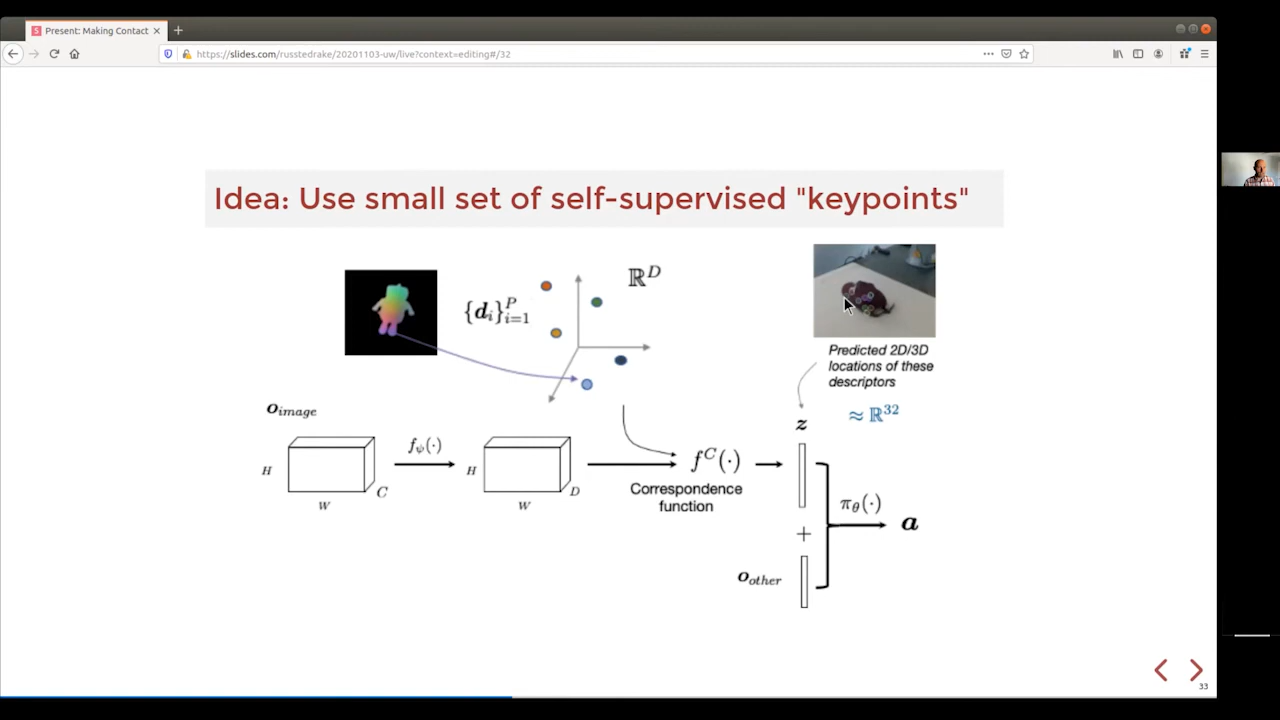 Present: Making Contact
https://slides.com/russtedrake/20201103-uw/live?context=editing#/32
Idea: Use small set of self-supervised "keypoints"
{d_i}_{i=1}^P
ℝ^D
Predicted 2D/3D
locations of these
descriptors
≈ ℝ^32
o_image
z
f_ψ(·)
H
W
C
H
W
D
f^C(·)
Correspondence
function
π_θ(·)
+
a
o_other
33